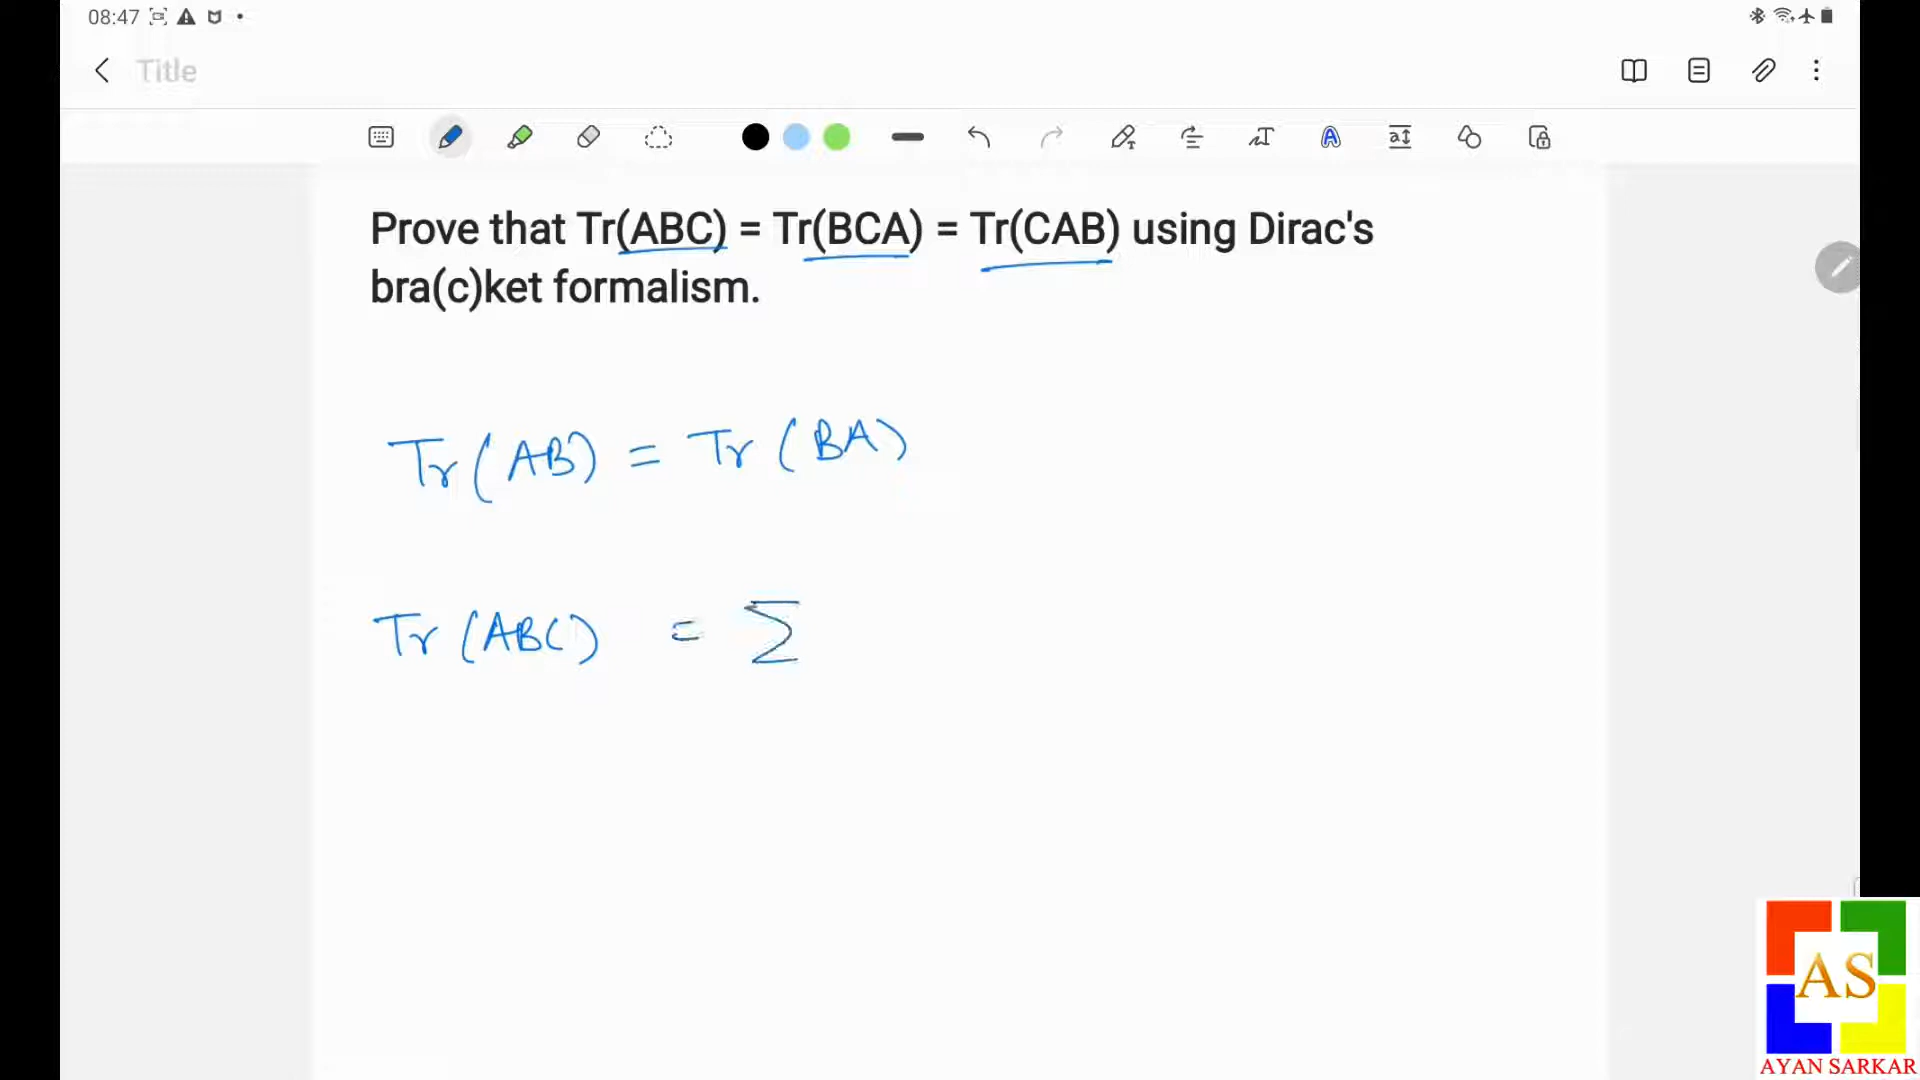 08:47
Title
Prove that Tr(ABC) = Tr(BCA) = Tr(CAB) using Dirac's
bra(c)ket formalism.
Tr (AB) = Tr (BA)
Tr (ABC) = Σ
AS
AYAN SARKAR